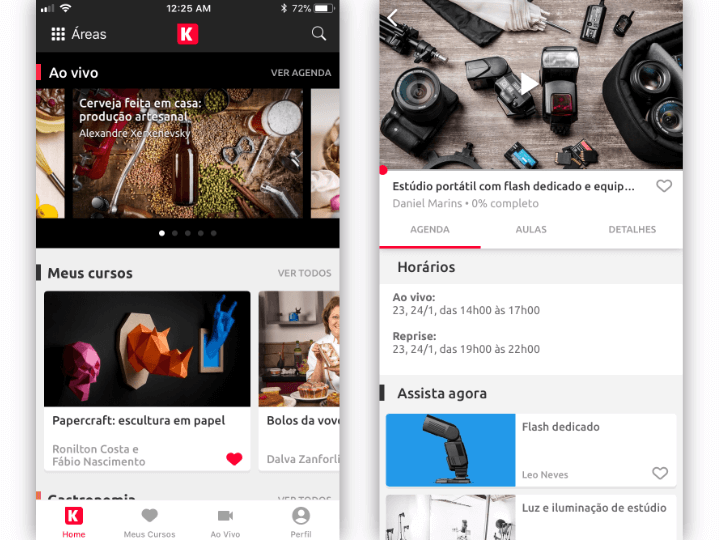 12:25 AM
72%
Áreas
K
Ao vivo
VER AGENDA
Cerveja feita em casa:
produção artesanal
Alexandre Xerxenevsky
Meus cursos
VER TODOS
Papercraft: escultura em papel
Ronilton Costa e
Fábio Nascimento
Bolos da vov
Dalva Zanforli
Gastronomia
VER TODOS
K
Home
Meus Cursos
Ao Vivo
Perfil
Estúdio portátil com flash dedicado e equip...
Daniel Marins • 0% completo
AGENDA
AULAS
DETALHES
Horários
Ao vivo:
23, 24/1, das 14h00 às 17h00
Reprise:
23, 24/1, das 19h00 às 22h00
Assista agora
Flash dedicado
Leo Neves
Luz e iluminação de estúdio